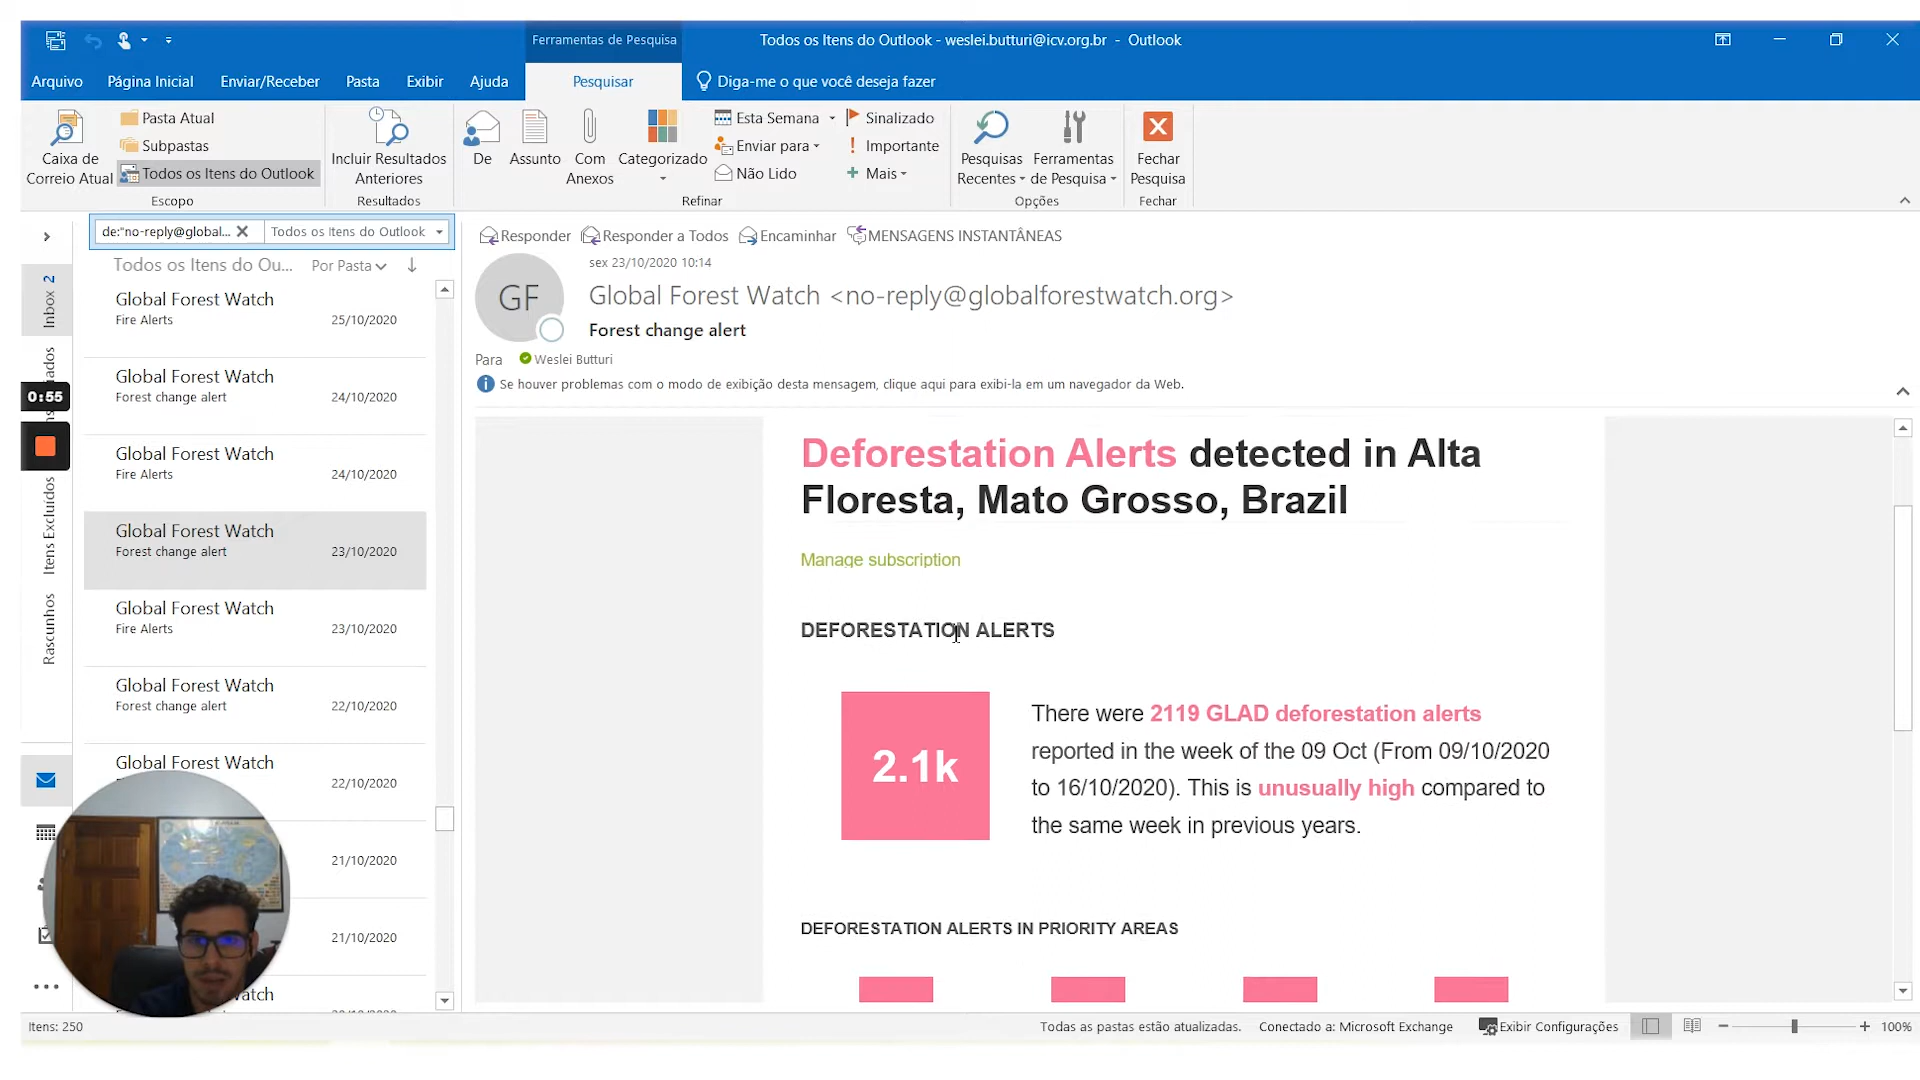 Ferramentas de Pesquisa
Todos os Itens do Outlook - weslei.butturi@icv.org.br - Outlook
Arquivo
Página Inicial
Enviar/Receber
Pasta
Exibir
Ajuda
Pesquisar
Diga-me o que você deseja fazer
Caixa de
Correio Atual
Pasta Atual
Subpastas
Todos os Itens do Outlook
Escopo
Incluir Resultados
Anteriores
Resultados
De
Assunto
Com
Anexos
Categorizado
Esta Semana
Enviar para
Não Lido
Sinalizado
Importante
Mais
Refinar
Pesquisas
Recentes
Ferramentas
de Pesquisa
Opções
Fechar
Pesquisa
Fechar
de:"no-reply@global...
Todos os Itens do Outlook
Todos os Itens do Ou...
Por Pasta
Inbox 2
0:55
Itens Excluídos
Rascunhos
Global Forest Watch
Fire Alerts 25/10/2020
Global Forest Watch
Forest change alert 24/10/2020
Global Forest Watch
Fire Alerts 24/10/2020
Global Forest Watch
Forest change alert 23/10/2020
Global Forest Watch
Fire Alerts 23/10/2020
Global Forest Watch
Forest change alert 22/10/2020
Global Forest Watch
22/10/2020
21/10/2020
21/10/2020
Responder
Responder a Todos
Encaminhar
MENSAGENS INSTANTÂNEAS
sex 23/10/2020 10:14
GF
Global Forest Watch <no-reply@globalforestwatch.org>
Forest change alert
Para Weslei Butturi
Se houver problemas com o modo de exibição desta mensagem, clique aqui para exibi-la em um navegador da Web.
Deforestation Alerts detected in Alta
Floresta, Mato Grosso, Brazil
Manage subscription
DEFORESTATION ALERTS
2.1k
There were 2119 GLAD deforestation alerts
reported in the week of the 09 Oct (From 09/10/2020
to 16/10/2020). This is unusually high compared to
the same week in previous years.
DEFORESTATION ALERTS IN PRIORITY AREAS
Itens: 250
Todas as pastas estão atualizadas.
Conectado a: Microsoft Exchange
Exibir Configurações
100%